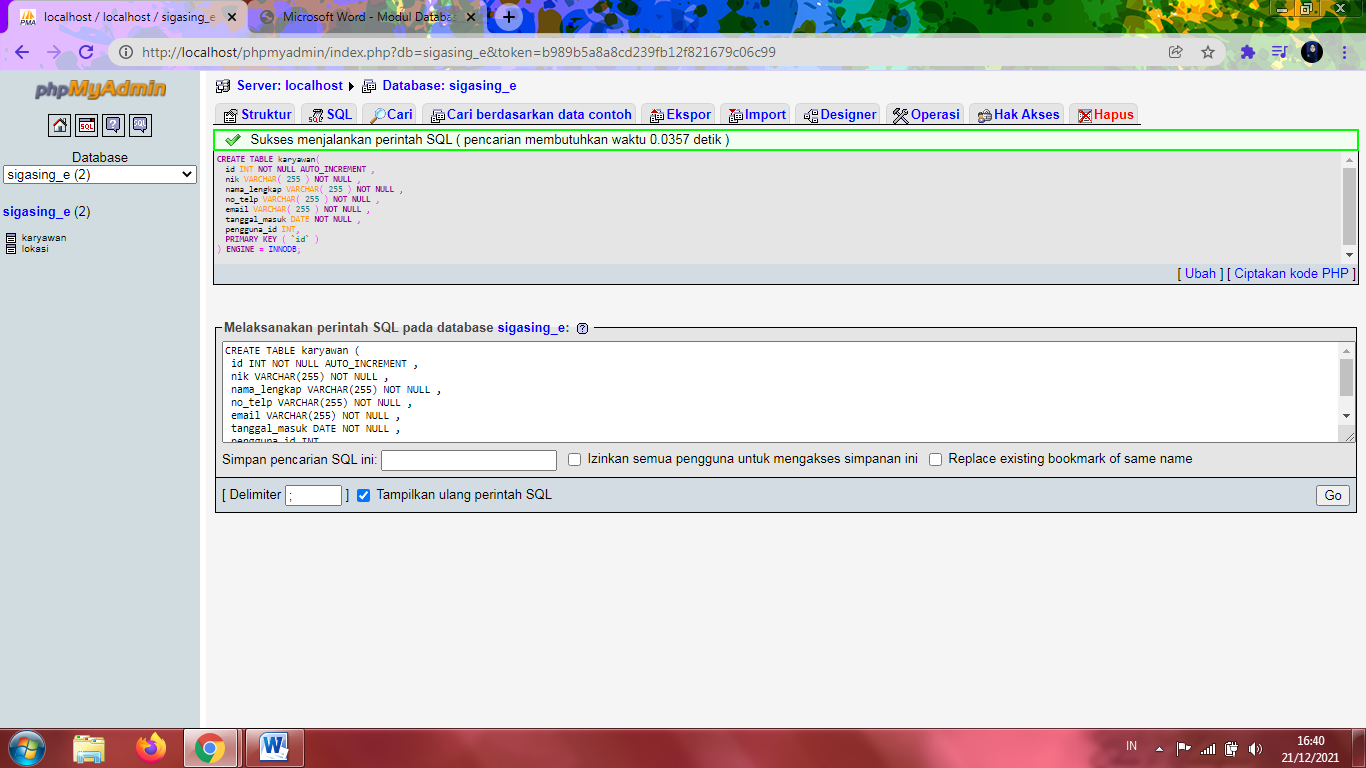 localhost / localhost / sigasing_e
Microsoft Word - Modul Databa
http://localhost/phpmyadmin/index.php?db=sigasing_e&token=b989b5a8a8cd239fb12f821679c06c99
phpMyAdmin
Database
sigasing_e (2)
sigasing_e (2)
karyawan
lokasi
Server: localhost Database: sigasing_e
Struktur SQL Cari Cari berdasarkan data contoh Ekspor Import Designer Operasi Hak Akses Hapus
Sukses menjalankan perintah SQL ( pencarian membutuhkan waktu 0.0357 detik )
CREATE TABLE karyawan(
id INT NOT NULL AUTO_INCREMENT ,
nik VARCHAR( 255 ) NOT NULL ,
nama_lengkap VARCHAR( 255 ) NOT NULL ,
no_telp VARCHAR( 255 ) NOT NULL ,
email VARCHAR( 255 ) NOT NULL ,
tanggal_masuk DATE NOT NULL ,
pengguna_id INT,
PRIMARY KEY ( `id` )
) ENGINE = INNODB;
[ Ubah ] [ Ciptakan kode PHP ]
Melaksanakan perintah SQL pada database sigasing_e:
CREATE TABLE karyawan (
id INT NOT NULL AUTO_INCREMENT ,
nik VARCHAR(255) NOT NULL ,
nama_lengkap VARCHAR(255) NOT NULL ,
no_telp VARCHAR(255) NOT NULL ,
email VARCHAR(255) NOT NULL ,
tanggal_masuk DATE NOT NULL ,
pengguna_id INT
Simpan pencarian SQL ini: Izinkan semua pengguna untuk mengakses simpanan ini Replace existing bookmark of same name
[ Delimiter ; ] Tampilkan ulang perintah SQL Go
IN 16:40
21/12/2021